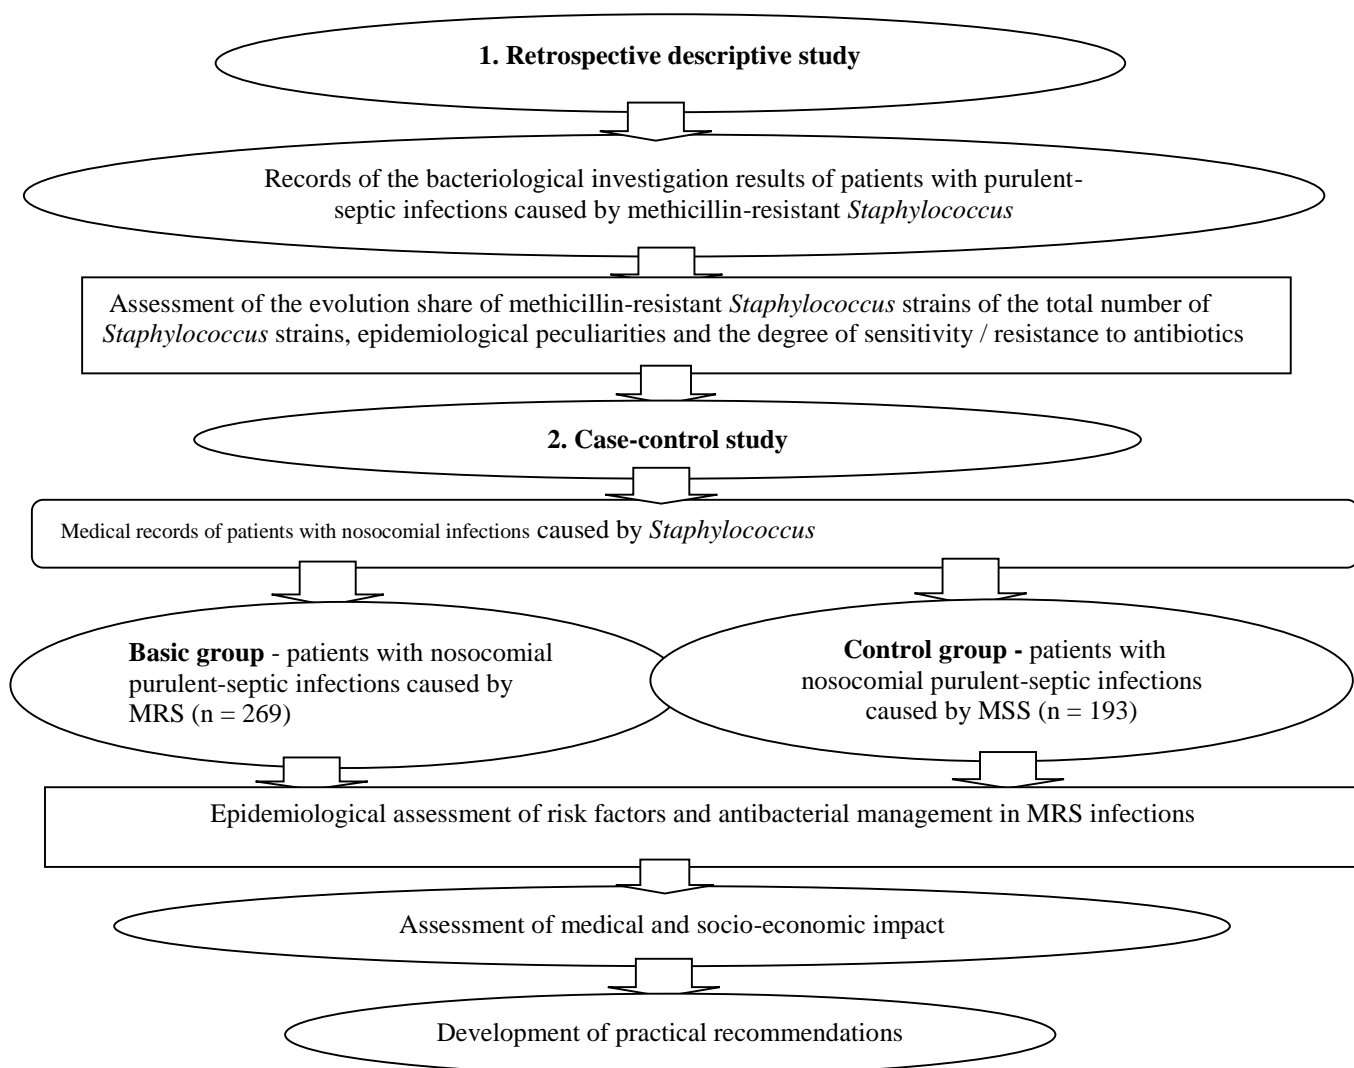 1. Retrospective descriptive study
Records of the bacteriological investigation results of patients with purulent-
septic infections caused by methicillin-resistant Staphylococcus
Assessment of the evolution share of methicillin-resistant Staphylococcus strains of the total number of
Staphylococcus strains, epidemiological peculiarities and the degree of sensitivity / resistance to antibiotics
2. Case-control study
Medical records of patients with nosocomial infections caused by Staphylococcus
Basic group - patients with nosocomial
purulent-septic infections caused by
MRS (n = 269)
Control group - patients with
nosocomial purulent-septic infections
caused by MSS (n = 193)
Epidemiological assessment of risk factors and antibacterial management in MRS infections
Assessment of medical and socio-economic impact
Development of practical recommendations